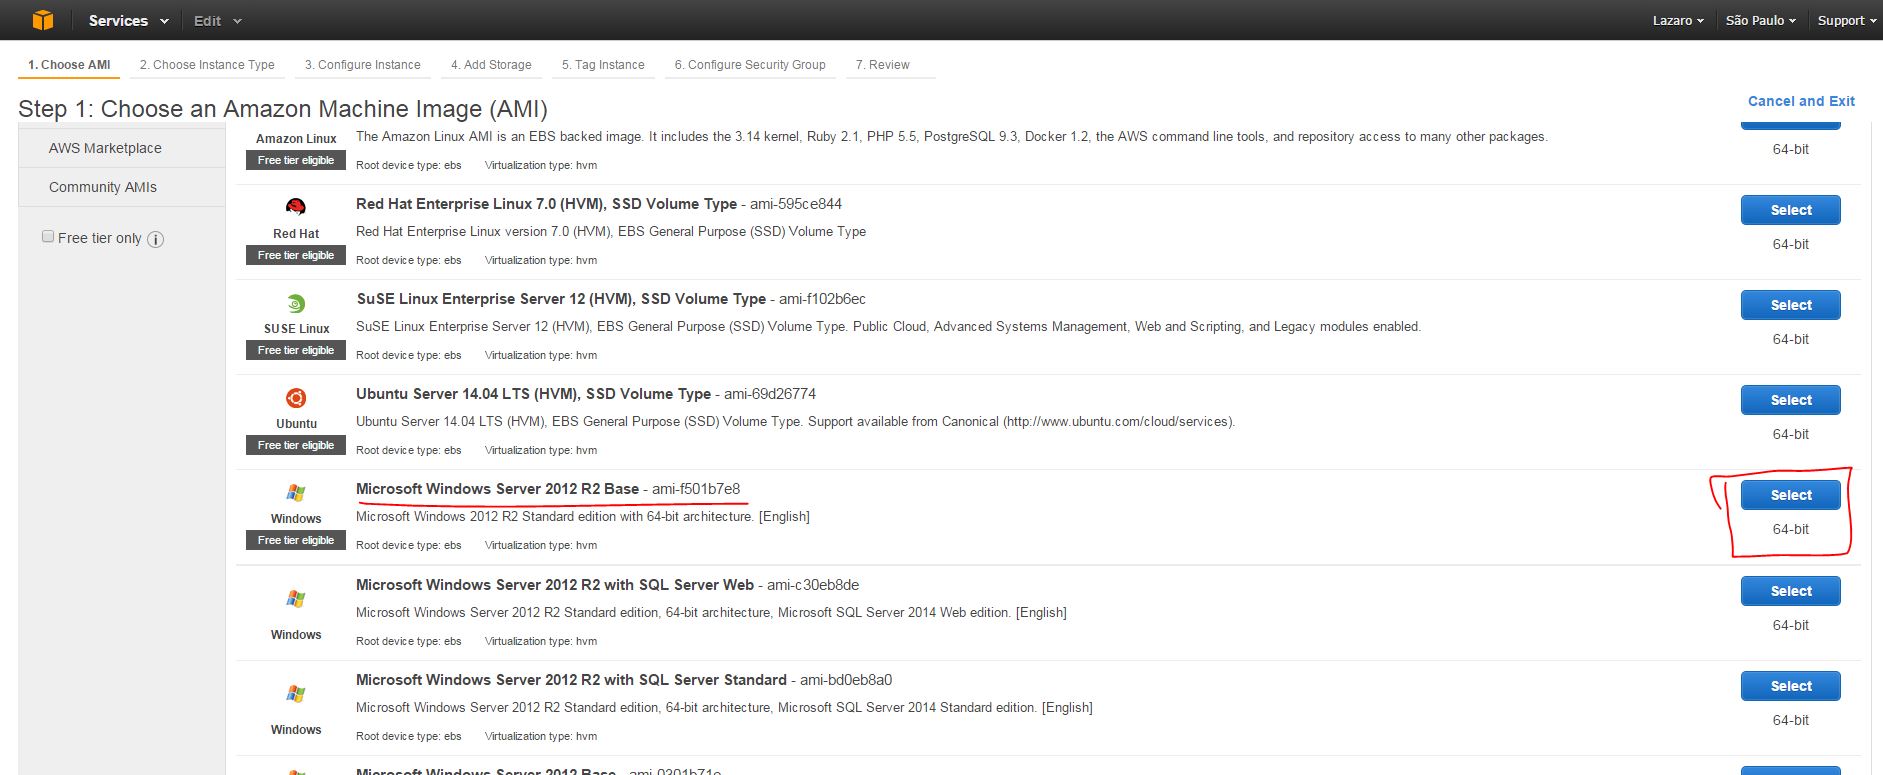 Services Edit Lazaro São Paulo Support
1. Choose AMI 2. Choose Instance Type 3. Configure Instance 4. Add Storage 5. Tag Instance 6. Configure Security Group 7. Review
Step 1: Choose an Amazon Machine Image (AMI)
Cancel and Exit
AWS Marketplace
Community AMIs
Free tier only
Amazon Linux
Free tier eligible
The Amazon Linux AMI is an EBS backed image. It includes the 3.14 kernel, Ruby 2.1, PHP 5.5, PostgreSQL 9.3, Docker 1.2, the AWS command line tools, and repository access to many other packages.
Root device type: ebs Virtualization type: hvm
64-bit
Red Hat
Free tier eligible
Red Hat Enterprise Linux 7.0 (HVM), SSD Volume Type - ami-595ce844
Red Hat Enterprise Linux version 7.0 (HVM), EBS General Purpose (SSD) Volume Type
Root device type: ebs Virtualization type: hvm
Select
64-bit
SUSE Linux
Free tier eligible
SuSE Linux Enterprise Server 12 (HVM), SSD Volume Type - ami-f102b6ec
SuSE Linux Enterprise Server 12 (HVM), EBS General Purpose (SSD) Volume Type. Public Cloud, Advanced Systems Management, Web and Scripting, and Legacy modules enabled.
Root device type: ebs Virtualization type: hvm
Select
64-bit
Ubuntu
Free tier eligible
Ubuntu Server 14.04 LTS (HVM), SSD Volume Type - ami-69d26774
Ubuntu Server 14.04 LTS (HVM), EBS General Purpose (SSD) Volume Type. Support available from Canonical (http://www.ubuntu.com/cloud/services).
Root device type: ebs Virtualization type: hvm
Select
64-bit
Windows
Free tier eligible
Microsoft Windows Server 2012 R2 Base - ami-f501b7e8
Microsoft Windows 2012 R2 Standard edition with 64-bit architecture. [English]
Root device type: ebs Virtualization type: hvm
Select
64-bit
Windows
Microsoft Windows Server 2012 R2 with SQL Server Web - ami-c30eb8de
Microsoft Windows Server 2012 R2 Standard edition, 64-bit architecture, Microsoft SQL Server 2014 Web edition. [English]
Root device type: ebs Virtualization type: hvm
Select
64-bit
Windows
Microsoft Windows Server 2012 R2 with SQL Server Standard - ami-bd0eb8a0
Microsoft Windows Server 2012 R2 Standard edition, 64-bit architecture, Microsoft SQL Server 2014 Standard edition. [English]
Root device type: ebs Virtualization type: hvm
Select
64-bit
Microsoft Windows Server 2012 Base - ami-0301b71e